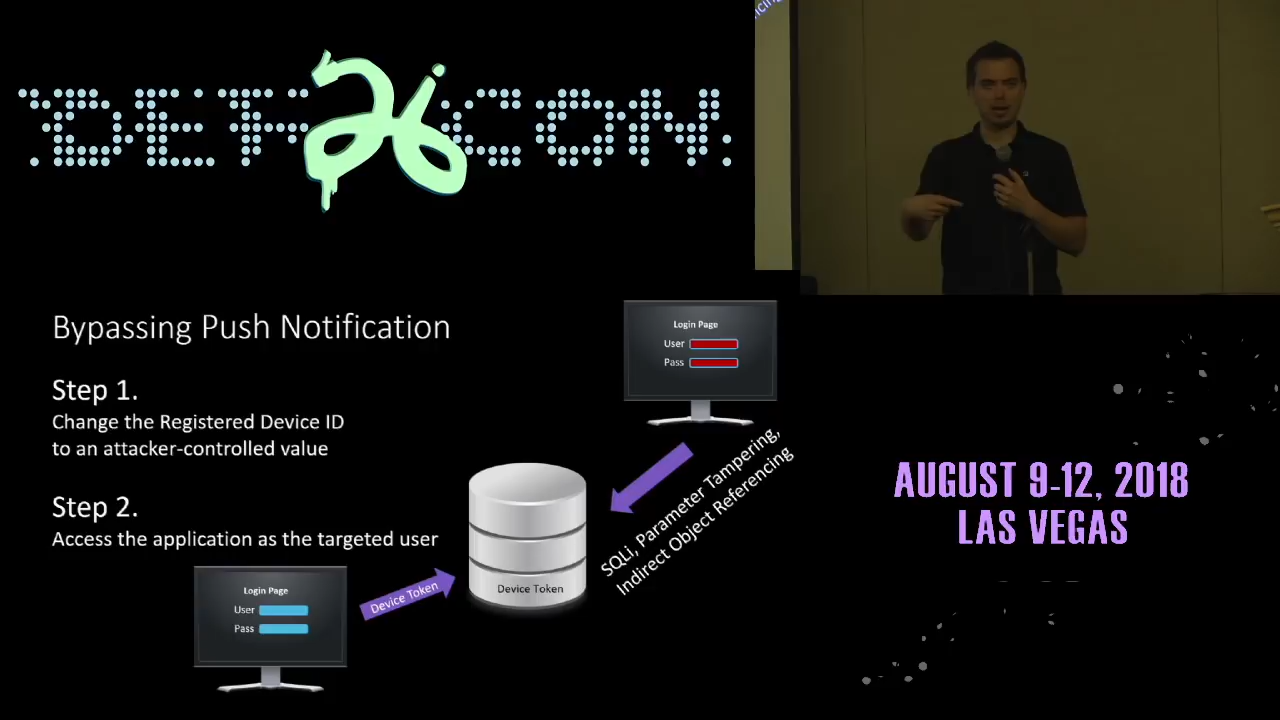 DEF CON
26
Bypassing Push Notification
Step 1.
Change the Registered Device ID
to an attacker-controlled value
Step 2.
Access the application as the targeted user
Login Page
User
Pass
Device Token
Device Token
Login Page
User
Pass
SQLi, Parameter Tampering,
Indirect Object Referencing
AUGUST 9-12, 2018
LAS VEGAS